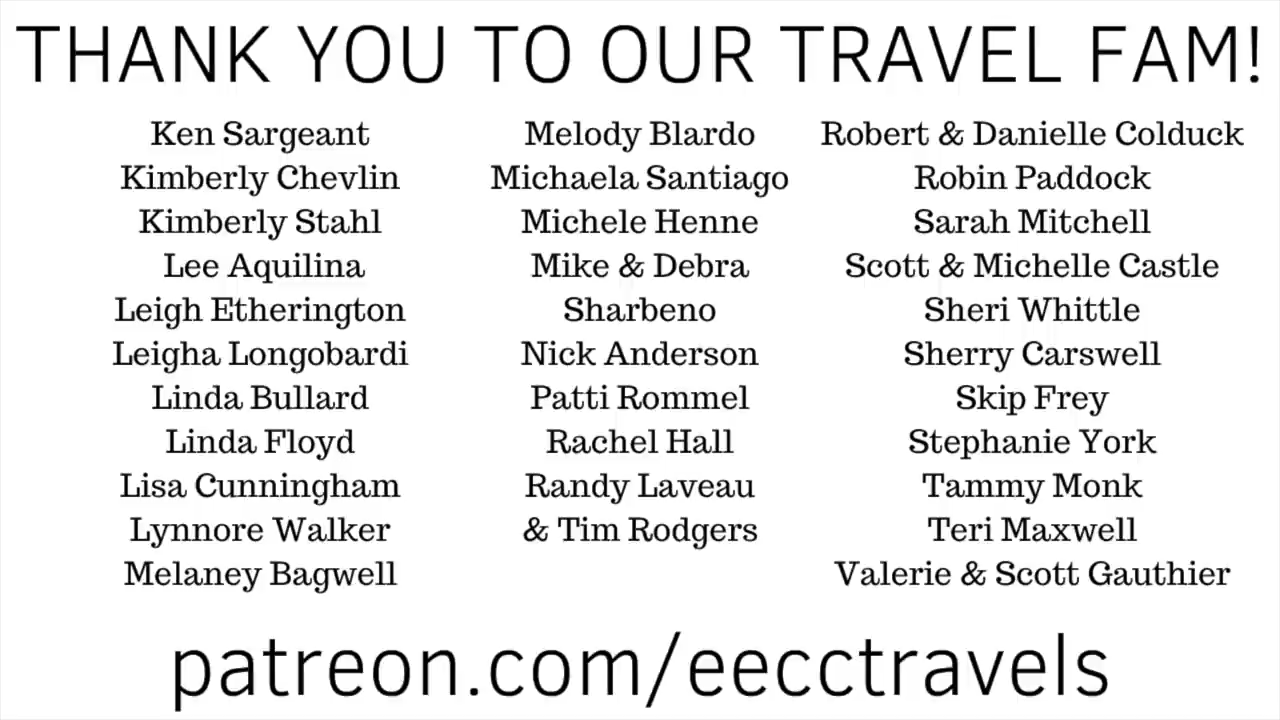 THANK YOU TO OUR TRAVEL FAM!
Ken Sargeant
Kimberly Chevlin
Kimberly Stahl
Lee Aquilina
Leigh Etherington
Leigha Longobardi
Linda Bullard
Linda Floyd
Lisa Cunningham
Lynnore Walker
Melaney Bagwell
Melody Blardo
Michaela Santiago
Michele Henne
Mike & Debra
Sharbeno
Nick Anderson
Patti Rommel
Rachel Hall
Randy Laveau
& Tim Rodgers
Robert & Danielle Colduck
Robin Paddock
Sarah Mitchell
Scott & Michelle Castle
Sheri Whittle
Sherry Carswell
Skip Frey
Stephanie York
Tammy Monk
Teri Maxwell
Valerie & Scott Gauthier
patreon.com/eecctravels